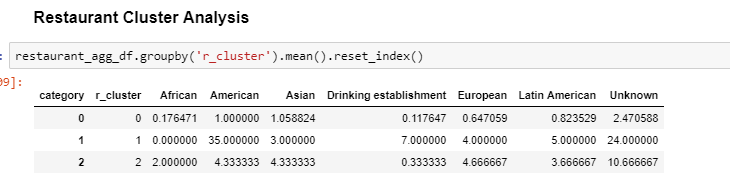 Restaurant Cluster Analysis
: restaurant_agg_df.groupby('r_cluster').mean().reset_index()
09]:
category r_cluster African American Asian Drinking establishment European Latin American Unknown
0 0 0.176471 1.000000 1.058824 0.117647 0.647059 0.823529 2.470588
1 1 0.000000 35.000000 3.000000 7.000000 4.000000 5.000000 24.000000
2 2 2.000000 4.333333 4.333333 0.333333 4.666667 3.666667 10.666667